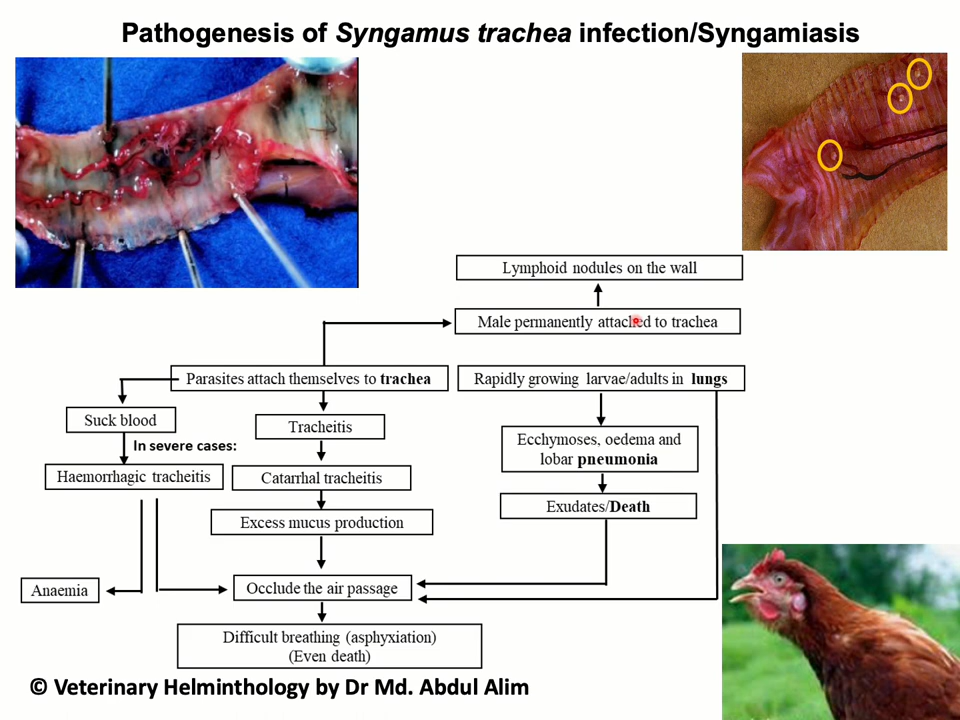 Pathogenesis of Syngamus trachea infection/Syngamiasis
Lymphoid nodules on the wall
Male permanently attached to trachea
Parasites attach themselves to trachea
Rapidly growing larvae/adults in lungs
Suck blood
In severe cases:
Haemorrhagic tracheitis
Anaemia
Tracheitis
Catarrhal tracheitis
Excess mucus production
Occlude the air passage
Difficult breathing (asphyxiation)
(Even death)
Ecchymoses, oedema and
lobar pneumonia
Exudates/Death
© Veterinary Helminthology by Dr Md. Abdul Alim